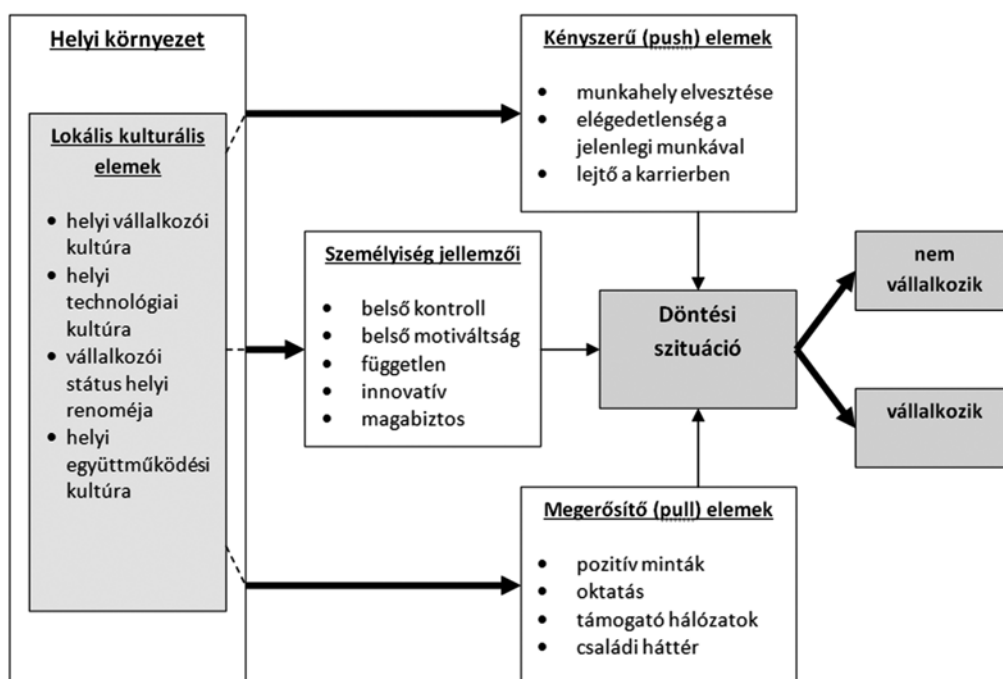 Helyi környezet
Lokális kulturális
elemek
• helyi vállalkozói
kultúra
• helyi
technológiai
kultúra
• vállalkozói
státus helyi
renoméja
• helyi
együttműködési
kultúra
Kényszerű (push) elemek
• munkahely elvesztése
• elégedetlenség a
jelenlegi munkával
• lejtő a karrierben
Személyiség jellemzői
• belső kontroll
• belső motiváltság
• független
• innovatív
• magabiztos
Megerősítő (pull) elemek
• pozitív minták
• oktatás
• támogató hálózatok
• családi háttér
Döntési
szituáció
nem
vállalkozik
vállalkozik